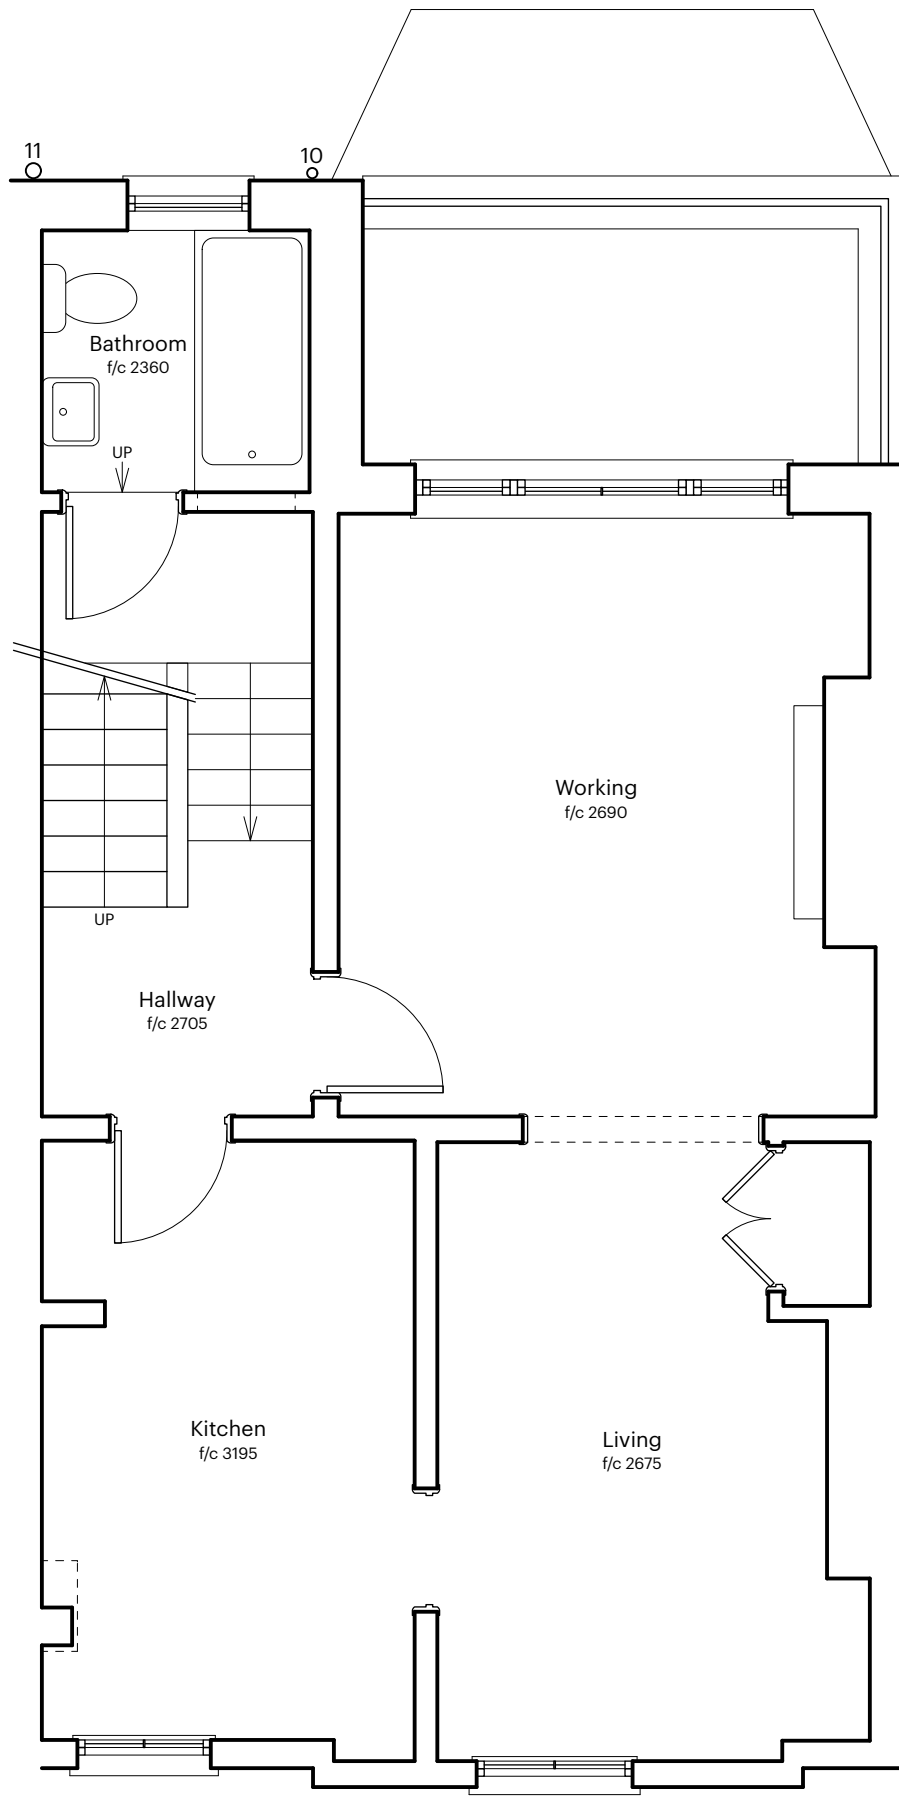 11
10
Bathroom
f/c 2360
UP
Working
f/c 2690
UP
Hallway
f/c 2705
Kitchen
f/c 3195
Living
f/c 2675